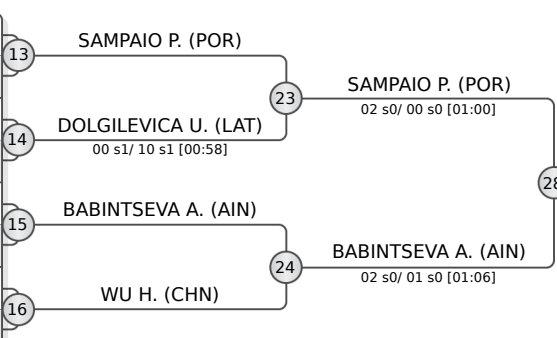 13
SAMPAIO P. (POR)
23
SAMPAIO P. (POR)
02 s0/ 00 s0 [01:00]
14
DOLGILEVICA U. (LAT)
00 s1/ 10 s1 [00:58]
28
15
BABINTSEVA A. (AIN)
24
BABINTSEVA A. (AIN)
02 s0/ 01 s0 [01:06]
16
WU H. (CHN)